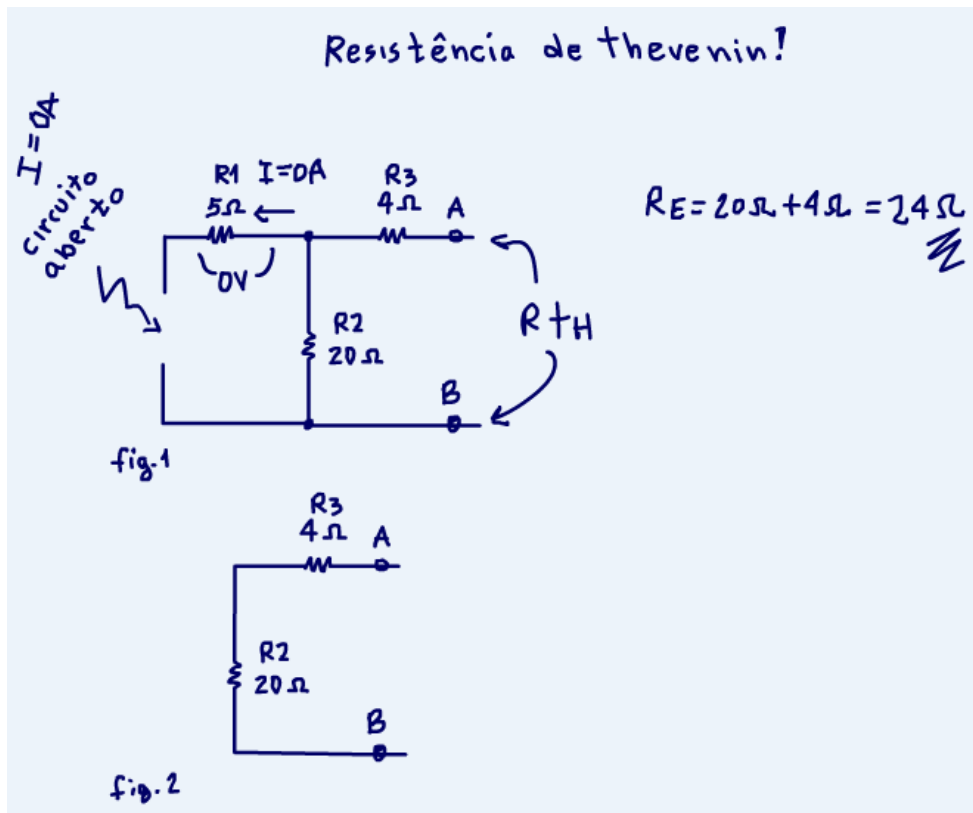 Resistência de thevenin!
I=0A
circuito
aberto
R1 I=0A
5Ω
0V
R3
4Ω A
R2
20Ω
B
RtH
RE=20Ω+4Ω=24Ω
fig.1
R3
4Ω A
R2
20Ω
B
fig.2